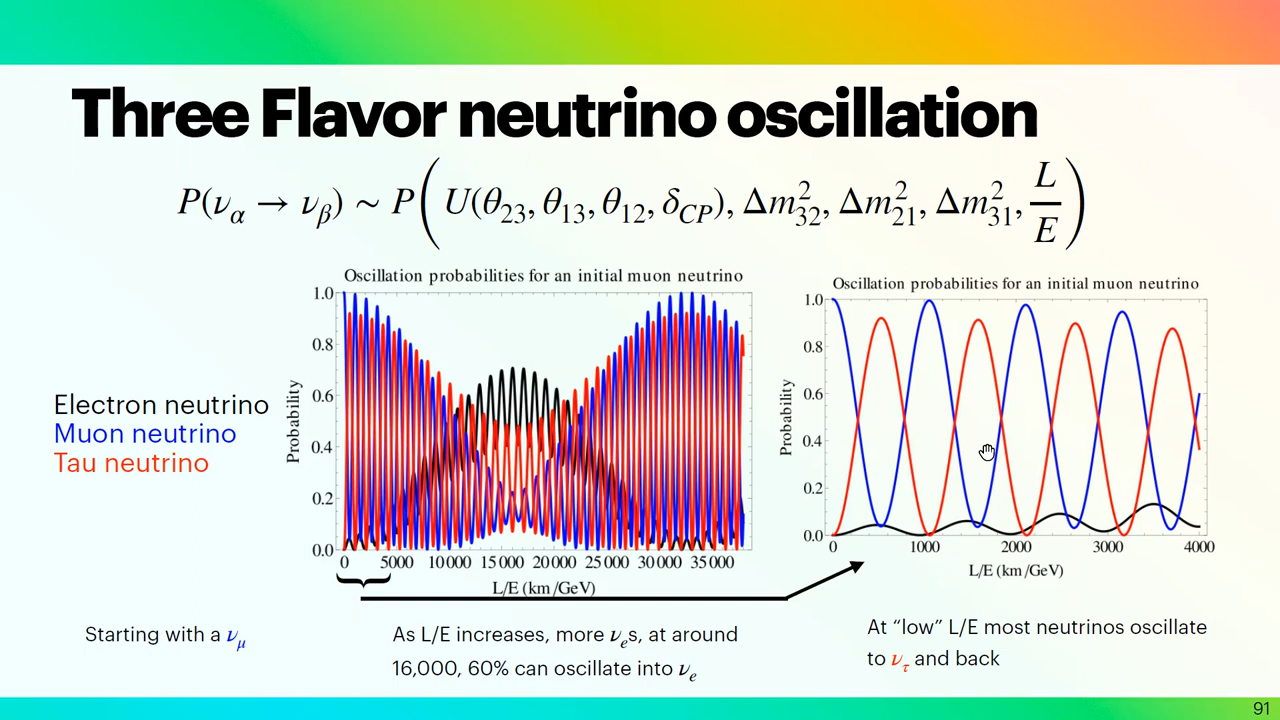 Three Flavor neutrino oscillation
P(ν_α → ν_β) ~ P( U(θ_23, θ_13, θ_12, δ_CP), Δm²_32, Δm²_21, Δm²_31, L/E )
Oscillation probabilities for an initial muon neutrino
1.0
0.8
0.6
0.4
0.2
0.0
Probability
0 5000 10000 15000 20000 25000 30000 35000
L/E (km/GeV)
Oscillation probabilities for an initial muon neutrino
1.0
0.8
0.6
0.4
0.2
0.0
Probability
0 1000 2000 3000 4000
L/E (km/GeV)
Electron neutrino
Muon neutrino
Tau neutrino
Starting with a ν_μ
As L/E increases, more ν_e s, at around
16,000, 60% can oscillate into ν_e
At “low” L/E most neutrinos oscillate
to ν_τ and back
91